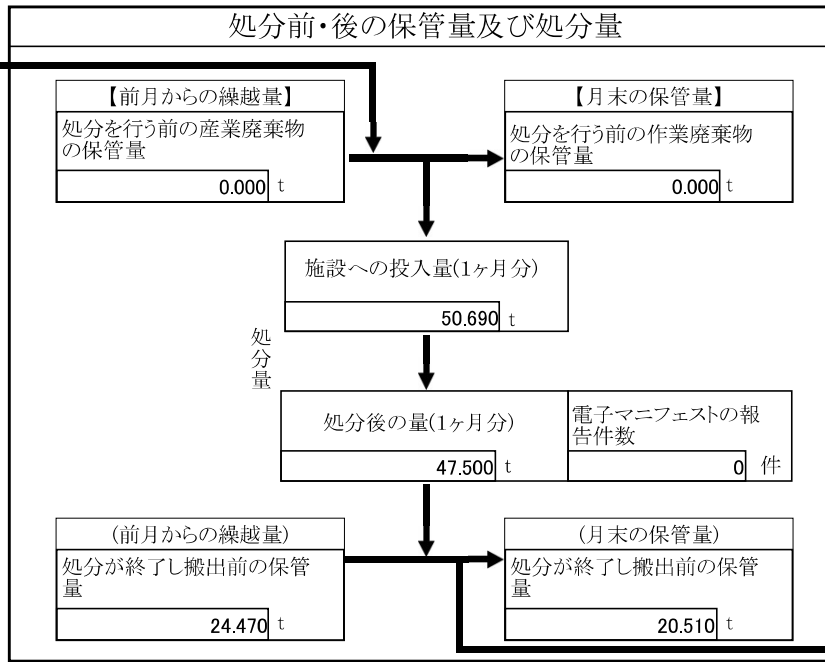 処分前・後の保管量及び処分量
【前月からの繰越量】
処分を行う前の産業廃棄物
の保管量
0.000 t
【月末の保管量】
処分を行う前の作業廃棄物
の保管量
0.000 t
施設への投入量(1ヶ月分)
50.690 t
処分量
処分後の量(1ヶ月分)
47.500 t
電子マニフェストの報
告件数
0 件
(前月からの繰越量)
処分が終了し搬出前の保管
量
24.470 t
(月末の保管量)
処分が終了し搬出前の保管
量
20.510 t